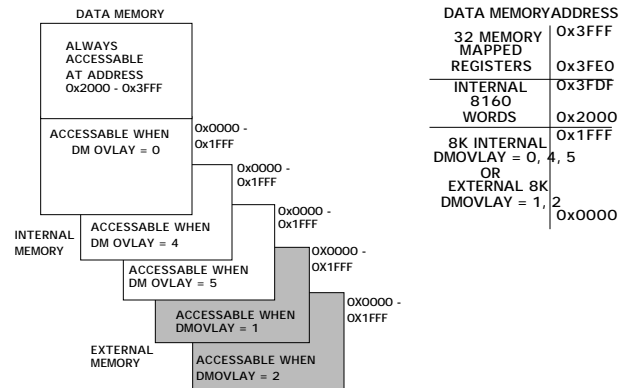 DATA MEMORY
ALWAYS
ACCESSABLE
AT ADDRESS
0x2000 - 0x3FFF
ACCESSABLE WHEN
DM OVLAY = 0
0x0000 -
0x1FFF
0x0000 -
0x1FFF
INTERNAL
MEMORY
ACCESSABLE WHEN
DM OVLAY = 4
0x0000 -
0x1FFF
ACCESSABLE WHEN
DM OVLAY = 5
0X0000 -
0X1FFF
ACCESSABLE WHEN
DMOVLAY = 1
0X0000 -
0X1FFF
EXTERNAL
MEMORY
ACCESSABLE WHEN
DMOVLAY = 2
DATA MEMORY ADDRESS
32 MEMORY
MAPPED
REGISTERS
0x3FFF
0x3FE0
INTERNAL
8160
WORDS
0x3FDF
0x2000
8K INTERNAL
DMOVLAY = 0, 4, 5
OR
EXTERNAL 8K
DMOVLAY = 1, 2
0x1FFF
0x0000